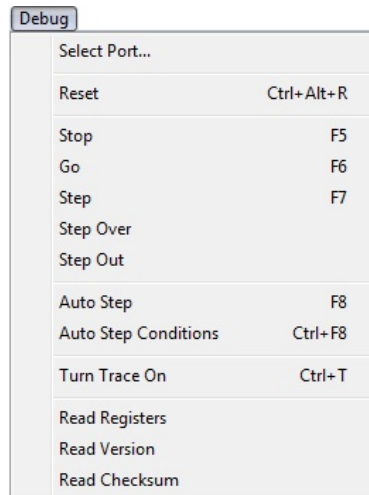 Debug
Select Port...
Reset Ctrl+Alt+R
Stop F5
Go F6
Step F7
Step Over
Step Out
Auto Step F8
Auto Step Conditions Ctrl+F8
Turn Trace On Ctrl+T
Read Registers
Read Version
Read Checksum